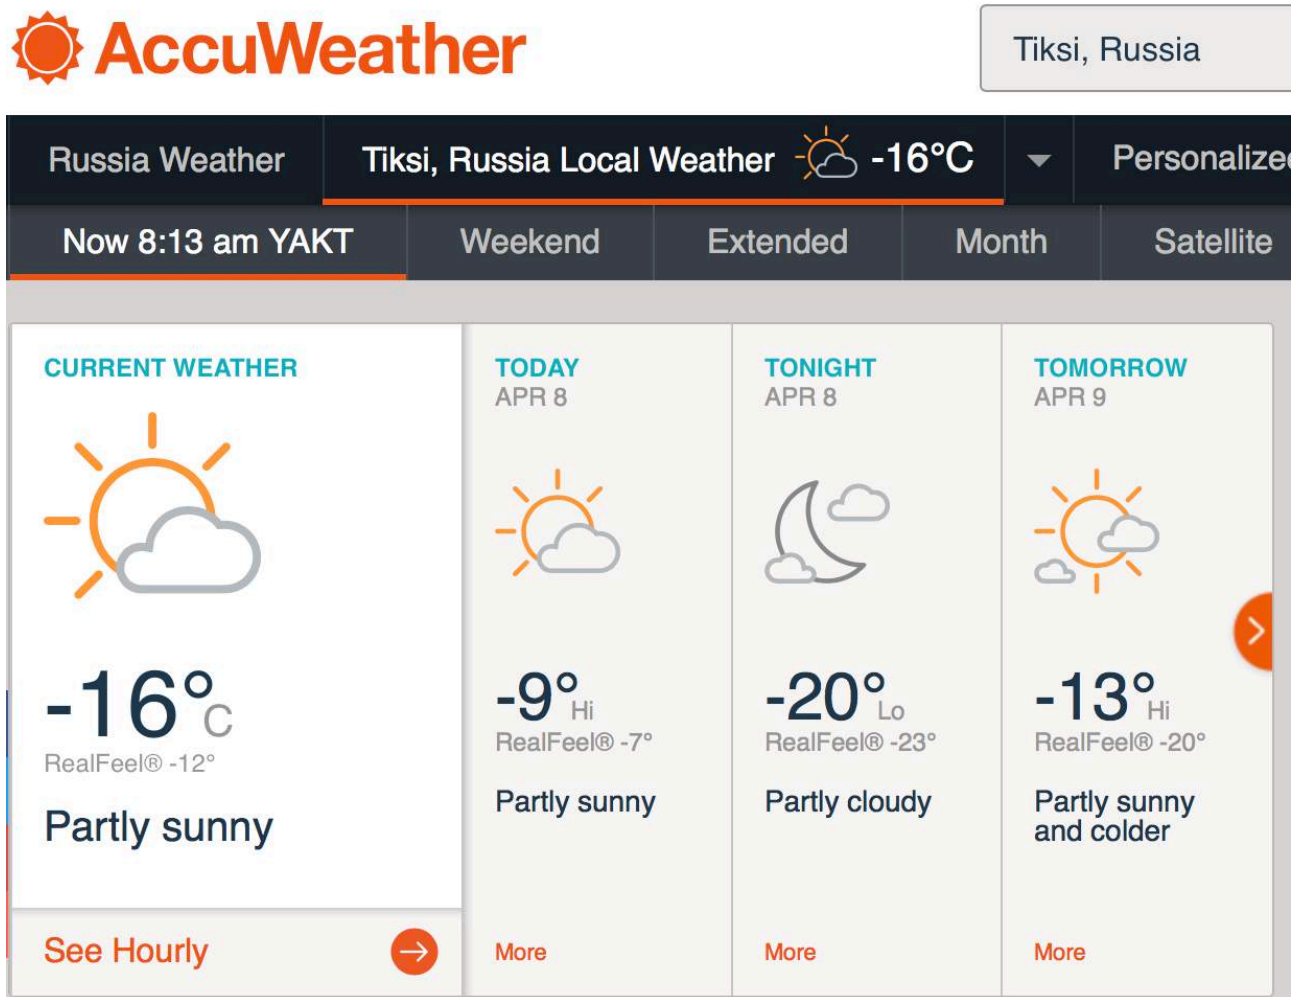 AccuWeather
Tiksi, Russia
Russia Weather
Tiksi, Russia Local Weather -16°C
Personalized
Now 8:13 am YAKT
Weekend
Extended
Month
Satellite
CURRENT WEATHER
-16°C
RealFeel® -12°
Partly sunny
See Hourly
TODAY
APR 8
-9° Hi
RealFeel® -7°
Partly sunny
More
TONIGHT
APR 8
-20° Lo
RealFeel® -23°
Partly cloudy
More
TOMORROW
APR 9
-13° Hi
RealFeel® -20°
Partly sunny
and colder
More